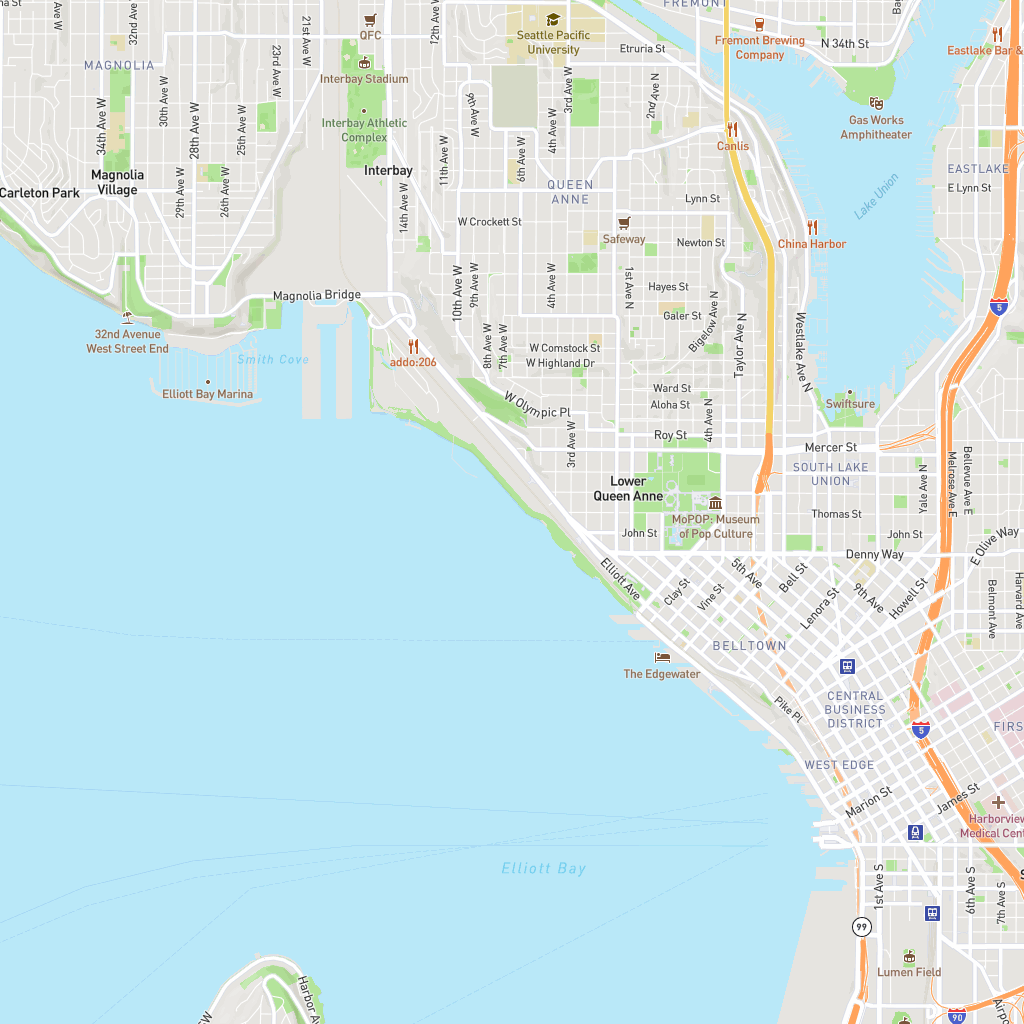 32nd Ave W
21st Ave W
QFC
12th Ave W
Seattle Pacific
University
FREMONT
Fremont Brewing
Company
N 34th St
Eastlake Bar &
Etruria St
MAGNOLIA
23rd Ave W
Interbay Stadium
30th Ave W
34th Ave W
28th Ave W
25th Ave W
Interbay Athletic
Complex
9th Ave W
3rd Ave W
2nd Ave N
4th Ave W
6th Ave W
11th Ave W
Gas Works
Amphitheater
Canlis
Interbay
Magnolia
Village
Carleton Park
29th Ave W
26th Ave W
14th Ave W
QUEEN
ANNE
EASTLAKE
E Lynn St
Lake Union
Lynn St
W Crockett St
Safeway
Newton St
China Harbor
10th Ave W
9th Ave W
4th Ave W
1st Ave N
Hayes St
Galer St
Bigelow Ave N
Taylor Ave N
Westlake Ave N
5
Magnolia Bridge
32nd Avenue
West Street End
Smith Cove
Elliott Bay Marina
addo:206
8th Ave W
7th Ave W
W Comstock St
W Highland Dr
W Olympic Pl
Ward St
Aloha St
4th Ave N
Swiftsure
3rd Ave W
Roy St
Mercer St
SOUTH LAKE
UNION
Yale Ave N
Melrose Ave E
Bellevue Ave E
Lower
Queen Anne
MoPOP: Museum
of Pop Culture
Thomas St
John St
John St
Denny Way
E Olive Way
Elliott Ave
Clay St
Vine St
5th Ave
Bell St
Lenora St
9th Ave
Howell St
Belmont Ave
Harvard Ave
BELLTOWN
The Edgewater
Pike Pl
CENTRAL
BUSINESS
DISTRICT
5
FIRS
WEST EDGE
Marion St
James St
Harborview
Medical Cent
Elliott Bay
1st Ave S
6th Ave S
7th Ave S
99
Lumen Field
90
Harbor Av